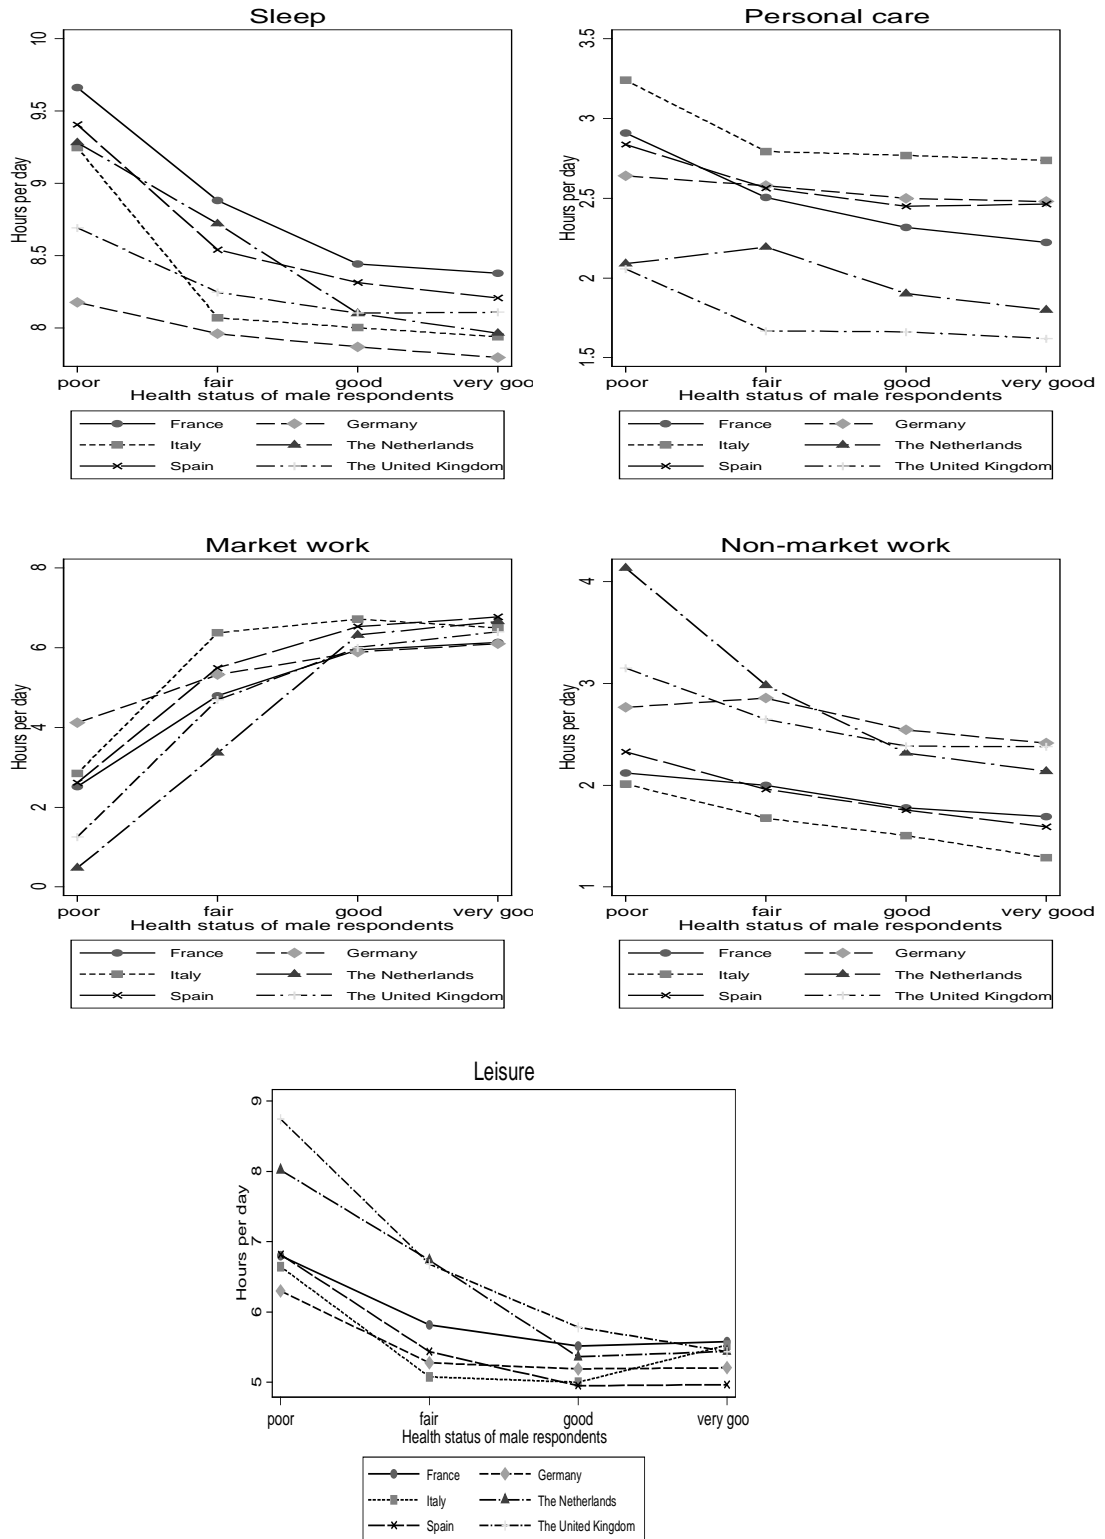 Sleep
Hours per day
10
9.5
9
8.5
8
poor fair good very goo
Health status of male respondents
France Germany
Italy The Netherlands
Spain The United Kingdom
Personal care
Hours per day
3.5
3
2.5
2
1.5
poor fair good very good
Health status of male respondents
France Germany
Italy The Netherlands
Spain The United Kingdom
Market work
Hours per day
8
6
4
2
0
poor fair good very goo
Health status of male respondents
France Germany
Italy The Netherlands
Spain The United Kingdom
Non-market work
Hours per day
4
3
2
1
poor fair good very good
Health status of male respondents
France Germany
Italy The Netherlands
Spain The United Kingdom
Leisure
Hours per day
9
8
7
6
5
poor fair good very goo
Health status of male respondents
France Germany
Italy The Netherlands
Spain The United Kingdom